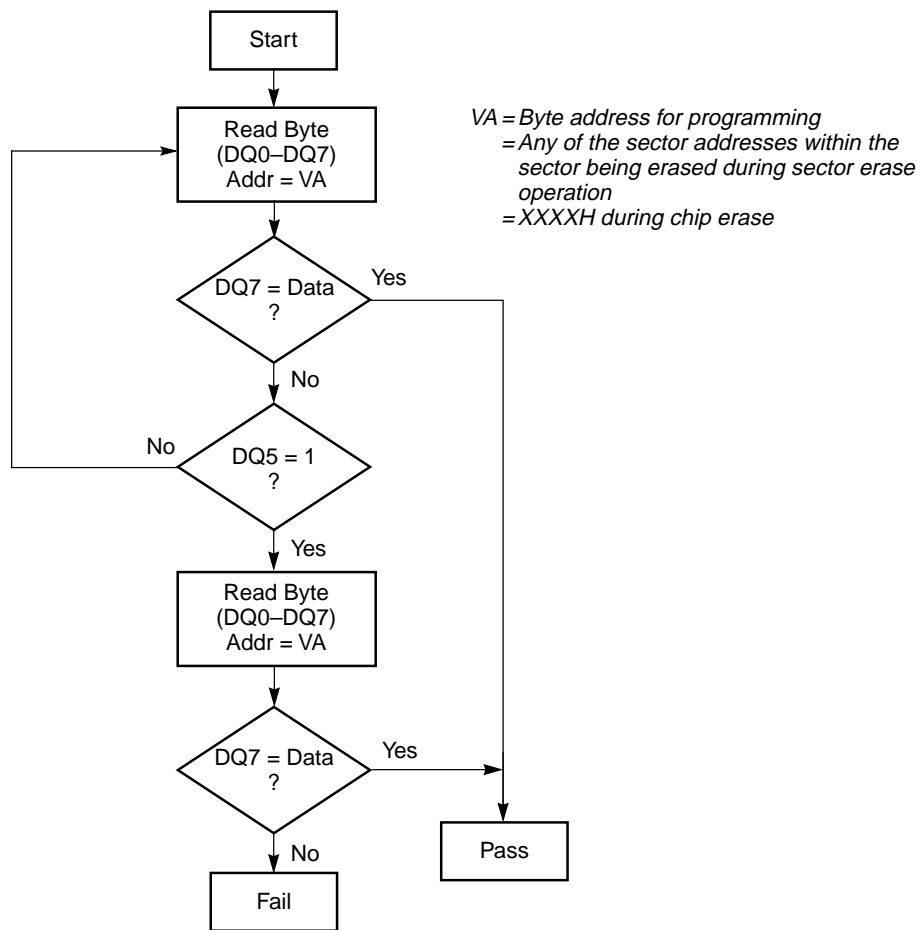 Start
Read Byte
(DQ0–DQ7)
Addr = VA
VA = Byte address for programming
= Any of the sector addresses within the
sector being erased during sector erase
operation
= XXXXH during chip erase
DQ7 = Data
?
Yes
No
DQ5 = 1
?
No
Yes
Read Byte
(DQ0–DQ7)
Addr = VA
DQ7 = Data
?
Yes
No
Pass
Fail